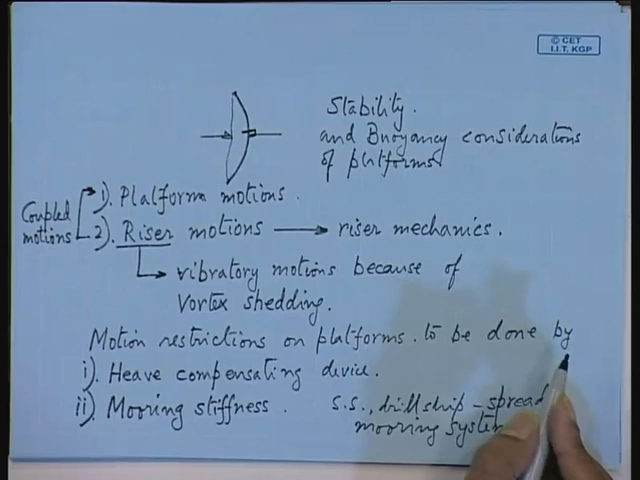 © CET
I.I.T. KGP
Stability.
and Buoyancy considerations
of platforms
Coupled motions
1). Platform motions.
2). Riser motions → riser mechanics.
vibratory motions because of
Vortex shedding.
Motion restrictions on platforms. to be done by
i). Heave compensating device.
ii). Mooring stiffness. s.s., drillship - spread
mooring system